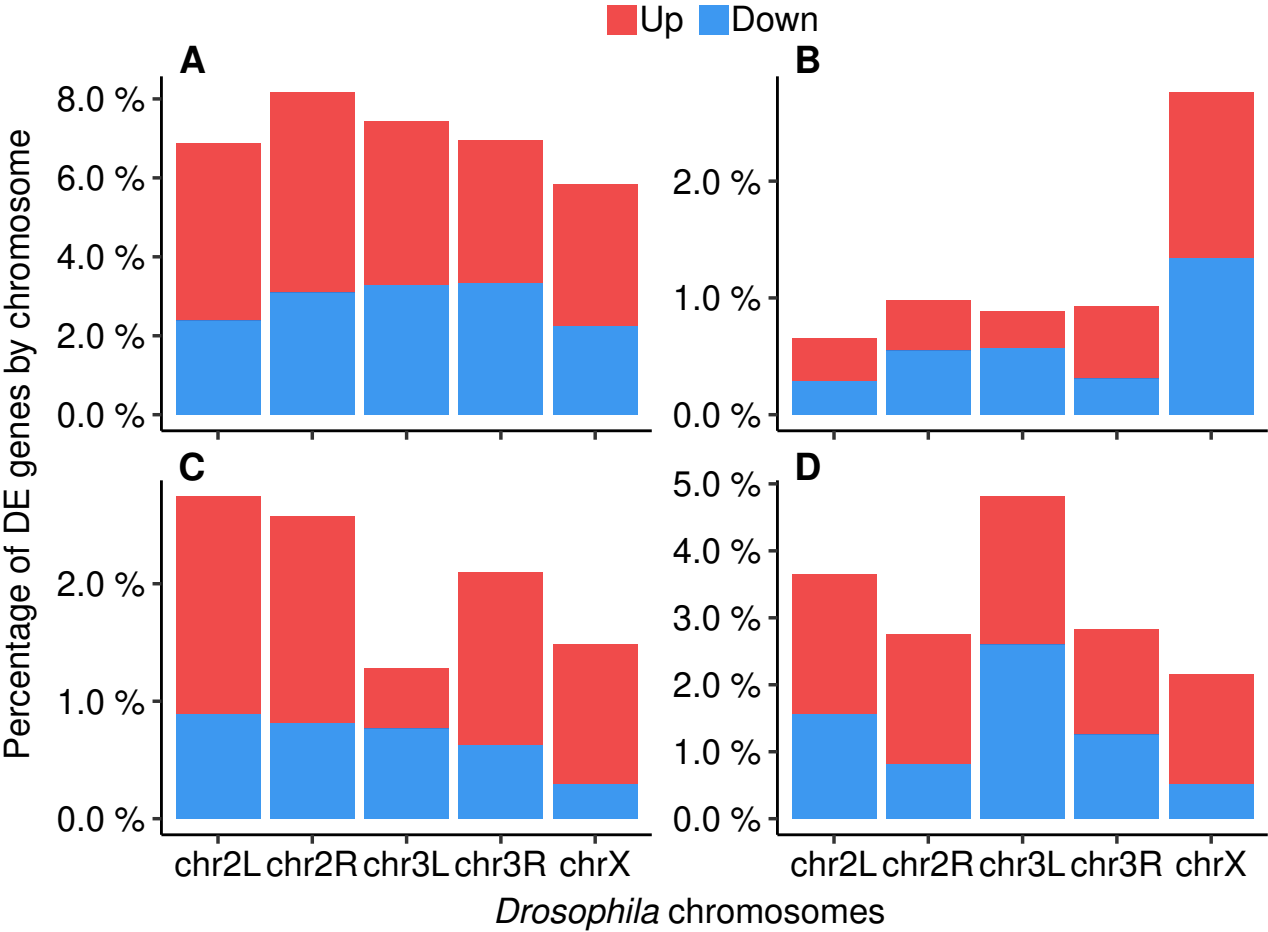 Up Down
A
B
8.0 %
6.0 %
4.0 %
2.0 %
0.0 %
2.0 %
1.0 %
0.0 %
Percentage of DE genes by chromosome
C
D
2.0 %
1.0 %
0.0 %
5.0 %
4.0 %
3.0 %
2.0 %
1.0 %
0.0 %
chr2L chr2R chr3L chr3R chrX
chr2L chr2R chr3L chr3R chrX
Drosophila chromosomes